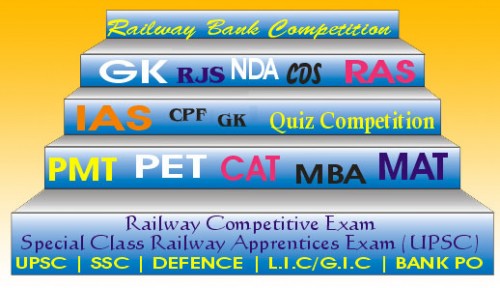 Railway Bank Competition
GK RJS NDA CDS RAS
IAS CPF GK Quiz Competition
PMT PET CAT MBA MAT
Railway Competitive Exam
Special Class Railway Apprentices Exam (UPSC)
UPSC | SSC | DEFENCE | L.I.C/G.I.C | BANK PO